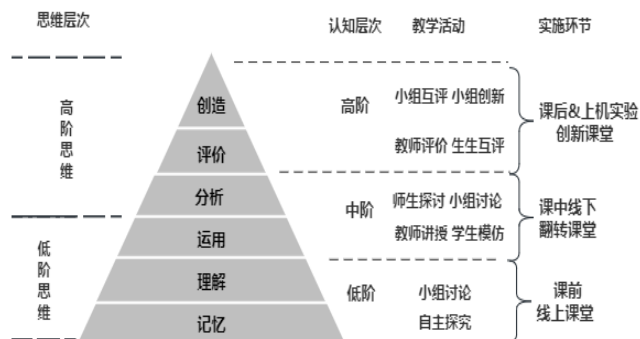 思维层次
认知层次 教学活动 实施环节
高阶思维
低阶思维
创造
评价
分析
运用
理解
记忆
高阶
小组互评 小组创新
教师评价 生生互评
课后&上机实验
创新课堂
中阶
师生探讨 小组讨论
教师讲授 学生模仿
课中线下
翻转课堂
低阶
小组讨论
自主探究
课前
线上课堂